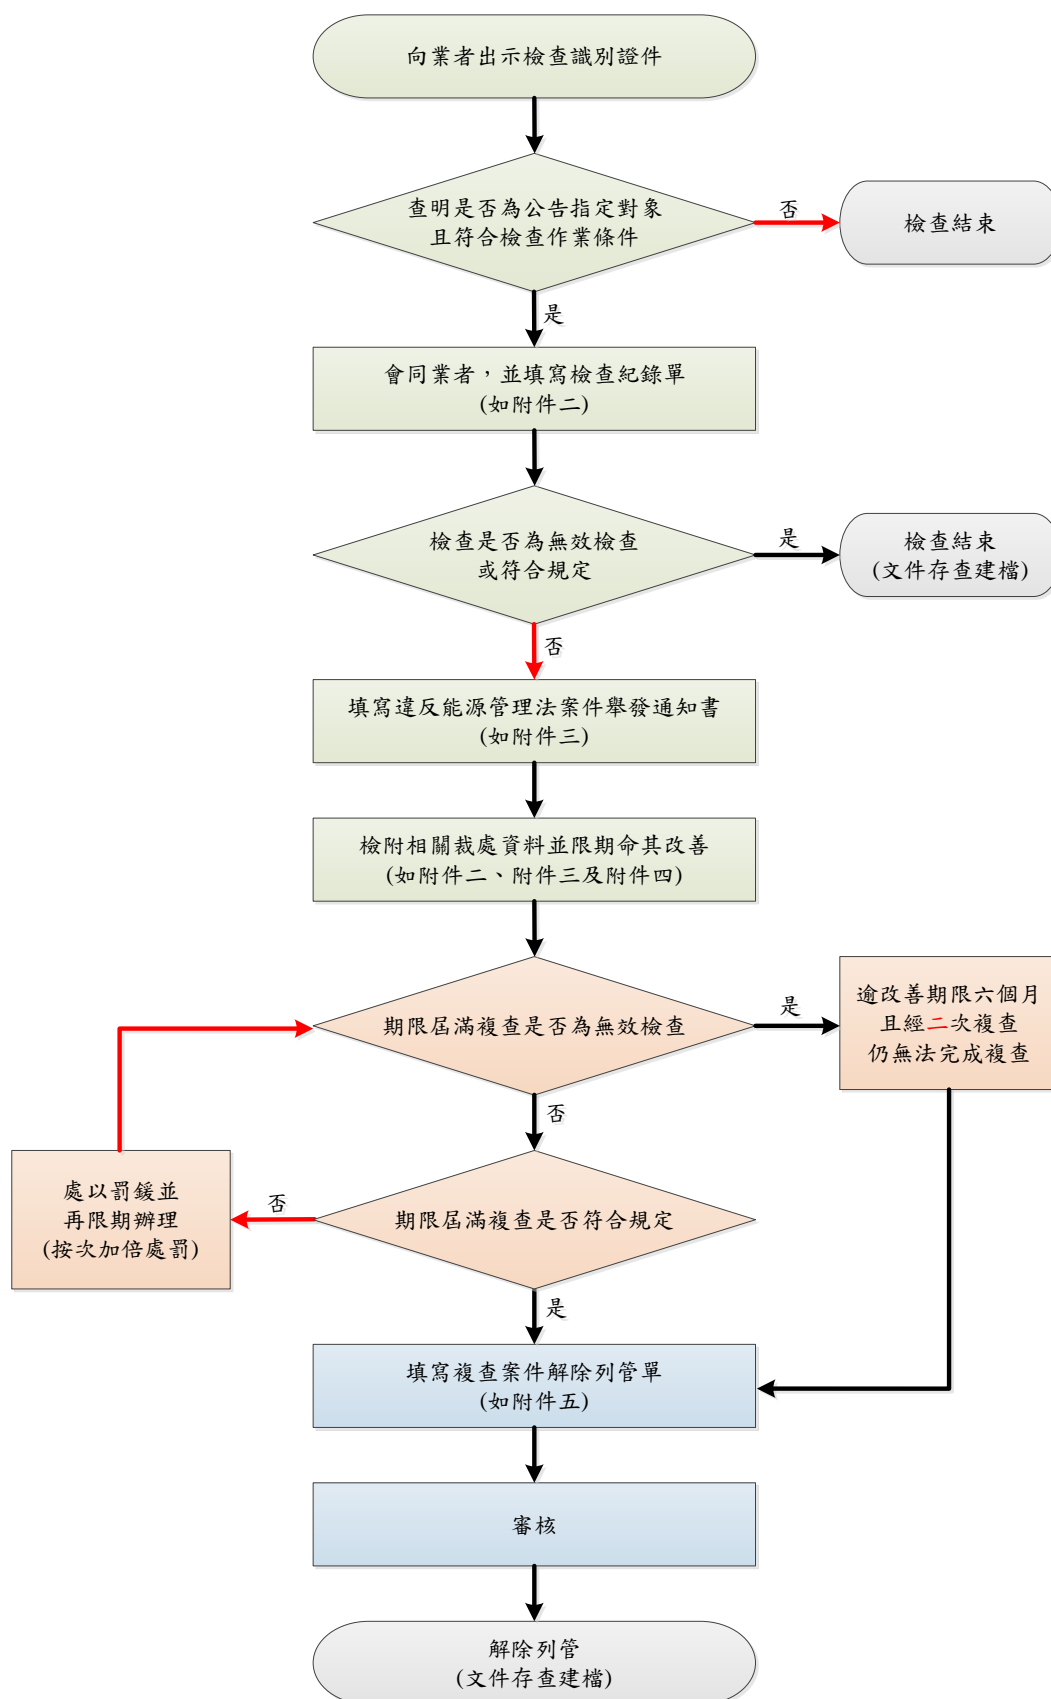 向業者出示檢查識別證件
查明是否為公告指定對象
且符合檢查作業條件
否
檢查結束
是
會同業者，並填寫檢查紀錄單
(如附件二)
檢查是否為無效檢查
或符合規定
是
檢查結束
(文件存查建檔)
否
填寫違反能源管理法案件舉發通知書
(如附件三)
檢附相關裁處資料並限期命其改善
(如附件二、附件三及附件四)
期限屆滿複查是否為無效檢查
是
逾改善期限六個月
且經二次複查
仍無法完成複查
否
處以罰鍰並
再限期辦理
(按次加倍處罰)
否
期限屆滿複查是否符合規定
是
填寫複查案件解除列管單
(如附件五)
審核
解除列管
(文件存查建檔)